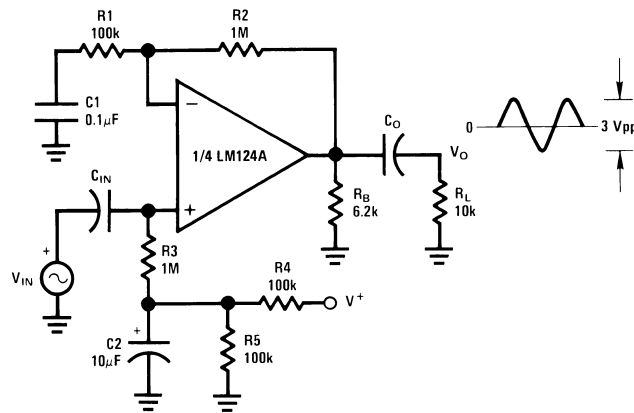 R1
100k
R2
1M
C1
0.1µF
−
1/4 LM124A
+
CO
VO
0
3 Vpp
RB
6.2k
RL
10k
CIN
+
VIN
R3
1M
R4
100k
V+
+
C2
10µF
R5
100k